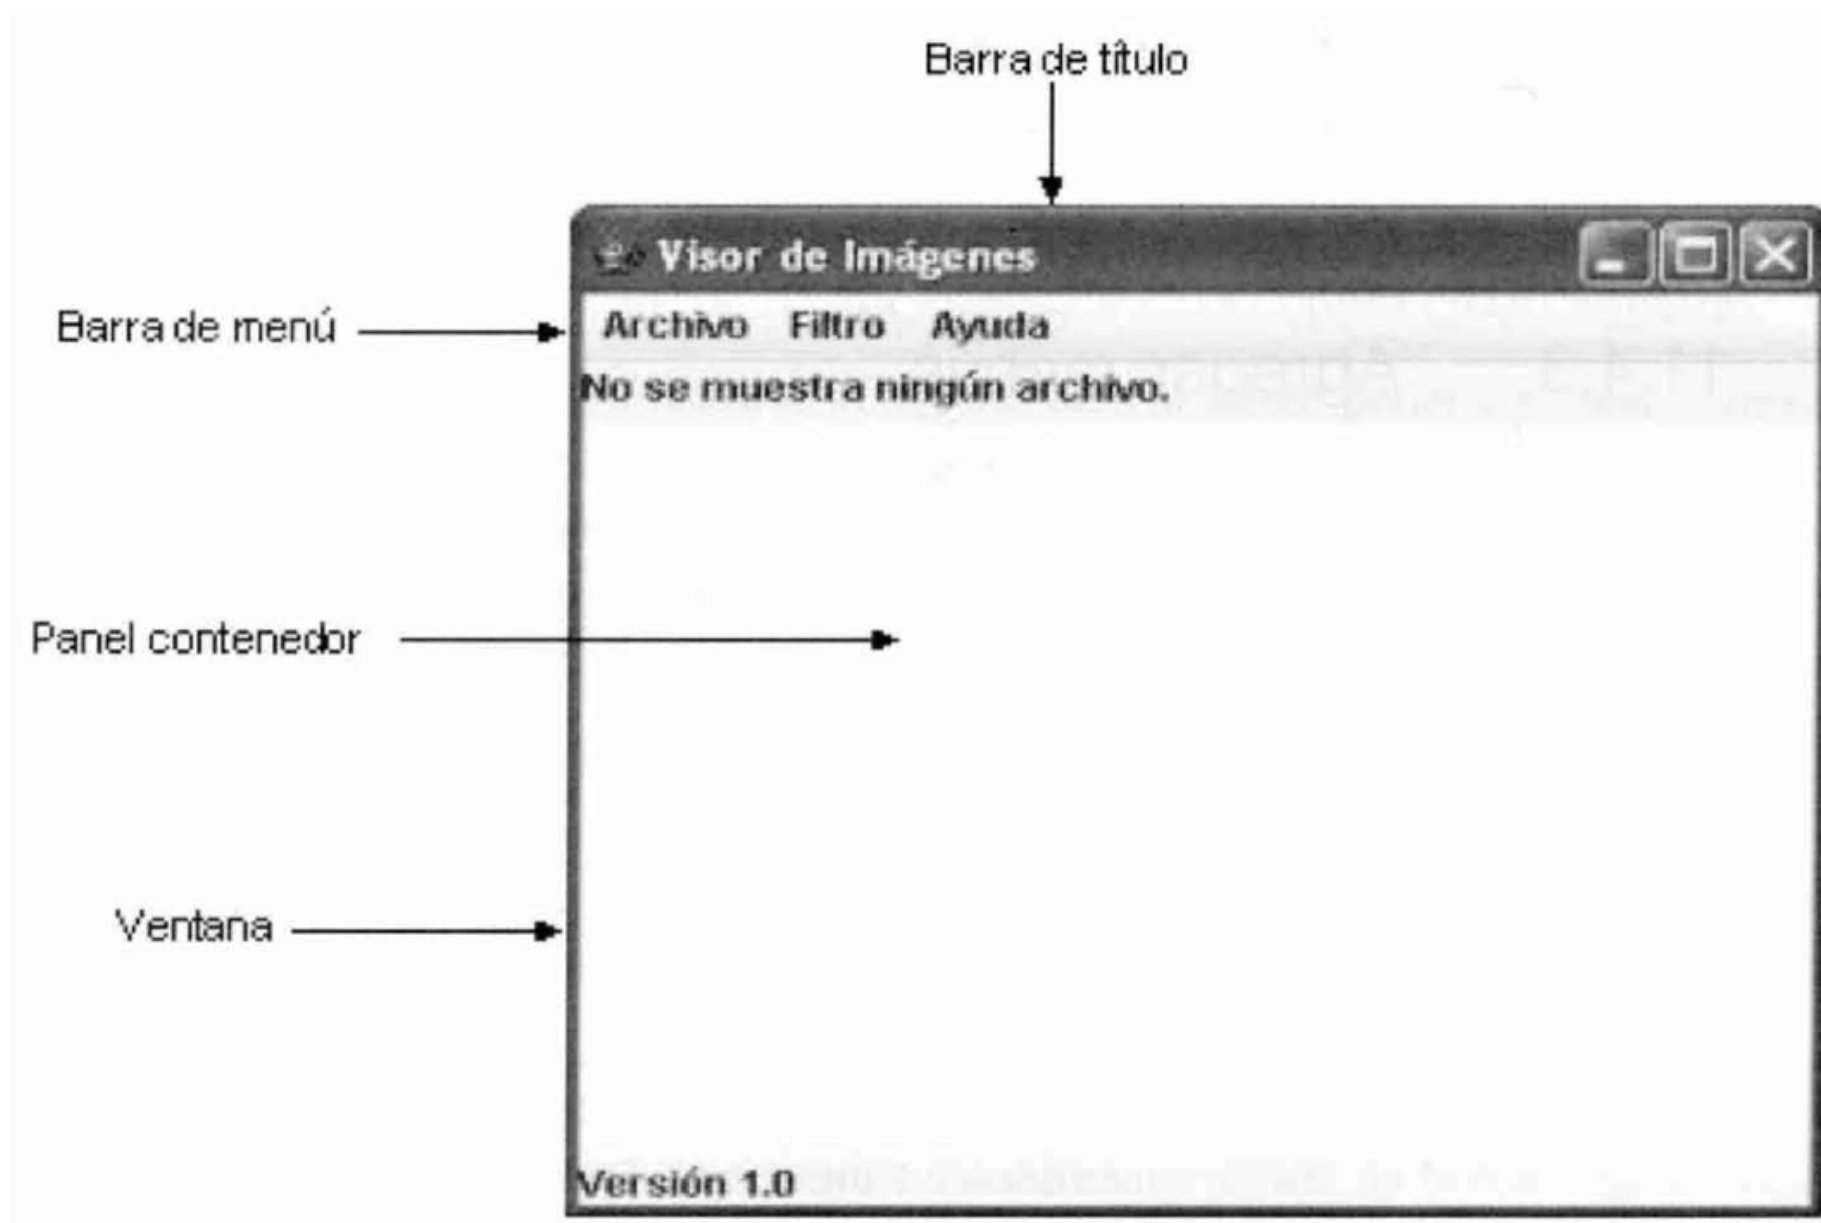 Barra de título
Visor de Imágenes
Barra de menú
Archivo Filtro Ayuda
No se muestra ningún archivo.
Panel contenedor
Ventana
Versión 1.0